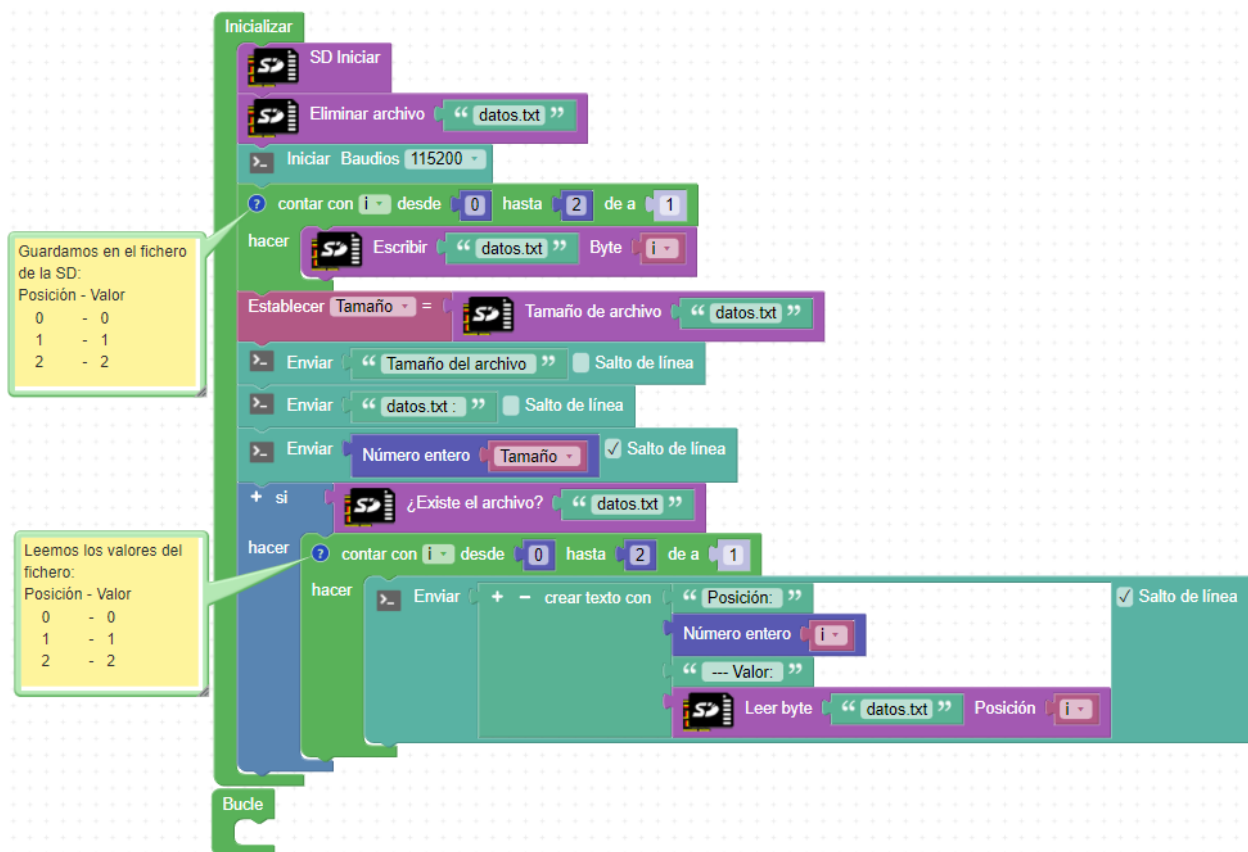 Inicializar
SD Iniciar
Eliminar archivo “ datos.txt ”
Iniciar Baudios 115200
contar con i desde 0 hasta 2 de a 1
hacer Escribir “ datos.txt ” Byte i
Guardamos en el fichero
de la SD:
Posición - Valor
0 - 0
1 - 1
2 - 2
Establecer Tamaño = Tamaño de archivo “ datos.txt ”
Enviar “ Tamaño del archivo ” Salto de línea
Enviar “ datos.txt : ” Salto de línea
Enviar Número entero Tamaño Salto de línea
+ si ¿Existe el archivo? “ datos.txt ”
Leemos los valores del
fichero:
Posición - Valor
0 - 0
1 - 1
2 - 2
hacer contar con i desde 0 hasta 2 de a 1
hacer Enviar + − crear texto con “ Posición: ” Salto de línea
Número entero i
“ --- Valor: ”
Leer byte “ datos.txt ” Posición i
Bucle